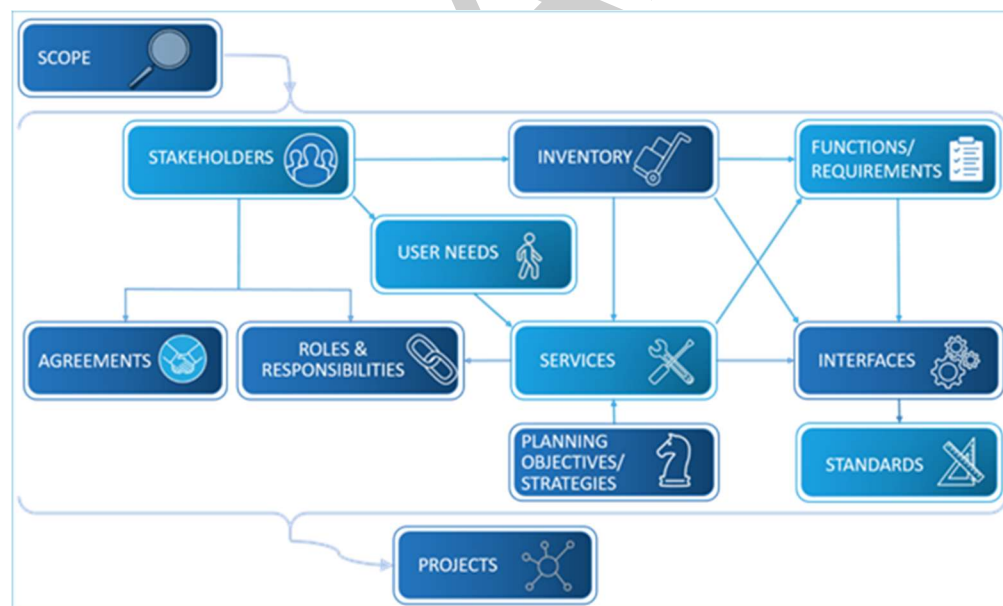 SCOPE
STAKEHOLDERS
INVENTORY
FUNCTIONS/
REQUIREMENTS
USER NEEDS
AGREEMENTS
ROLES &
RESPONSIBILITIES
SERVICES
INTERFACES
PLANNING
OBJECTIVES/
STRATEGIES
STANDARDS
PROJECTS